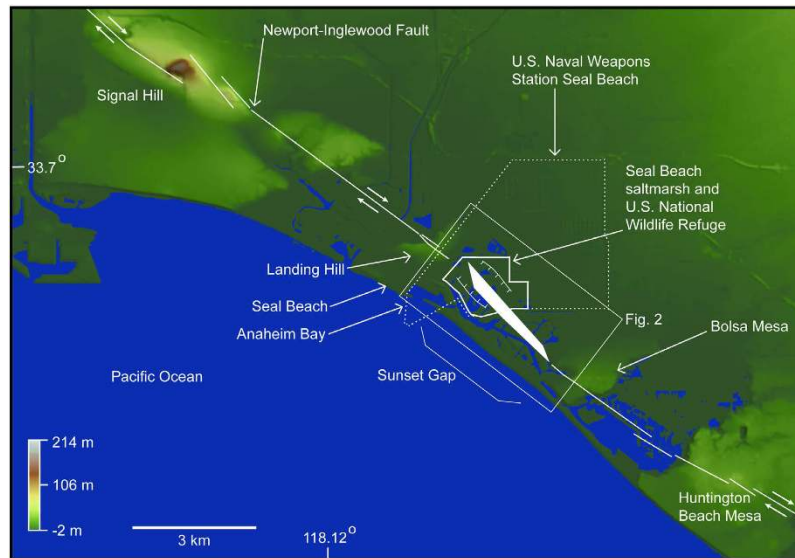 Newport-Inglewood Fault
U.S. Naval Weapons
Station Seal Beach
Signal Hill
33.7°
Seal Beach
saltmarsh and
U.S. National
Wildlife Refuge
Landing Hill
Seal Beach
Anaheim Bay
Fig. 2
Bolsa Mesa
Pacific Ocean
Sunset Gap
214 m
106 m
-2 m
3 km
118.12°
Huntington
Beach Mesa